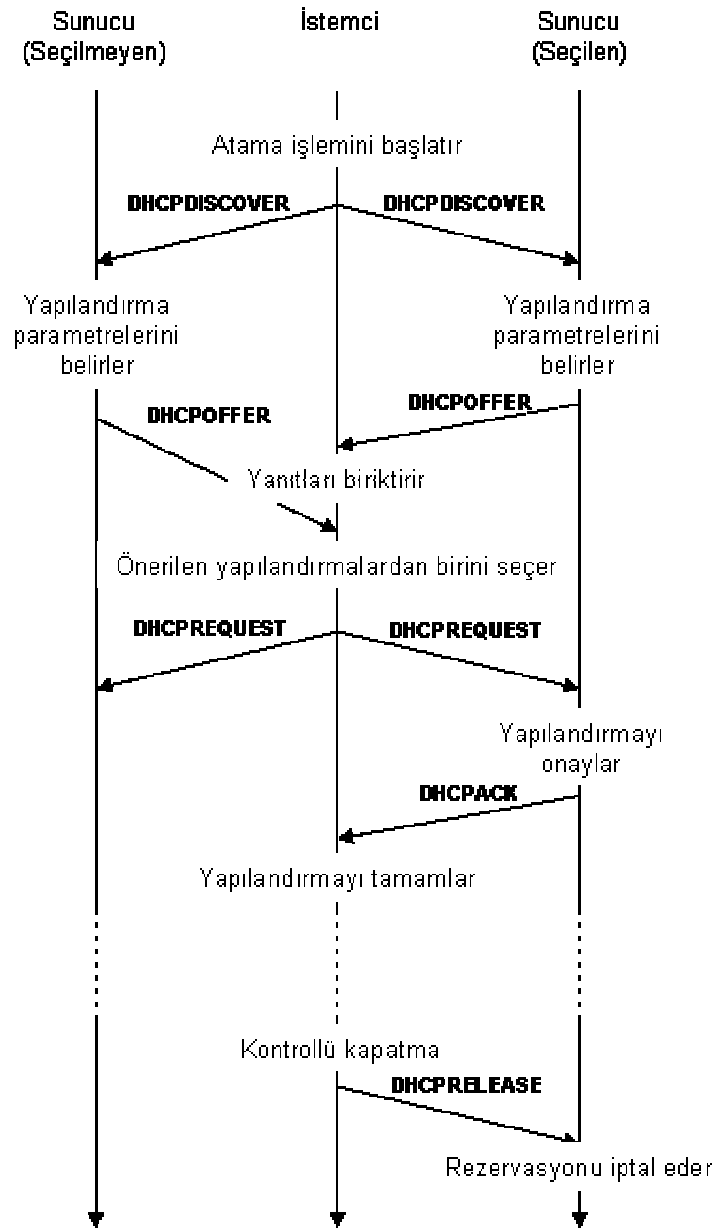 Sunucu
(Seçilmeyen)
İstemci
Sunucu
(Seçilen)
Atama işlemini başlatır
DHCPDISCOVER
DHCPDISCOVER
Yapılandırma
parametrelerini
belirler
Yapılandırma
parametrelerini
belirler
DHCPOFFER
DHCPOFFER
Yanıtları biriktirir
Önerilen yapılandırmalardan birini seçer
DHCPREQUEST
DHCPREQUEST
Yapılandırmayı
onaylar
DHCPACK
Yapılandırmayı tamamlar
Kontrollü kapatma
DHCPRELEASE
Rezervasyonu iptal eder